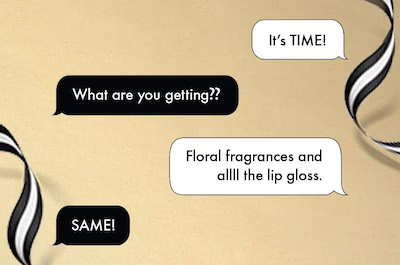 It's TIME!
What are you getting??
Floral fragrances and
allll the lip gloss.
SAME!